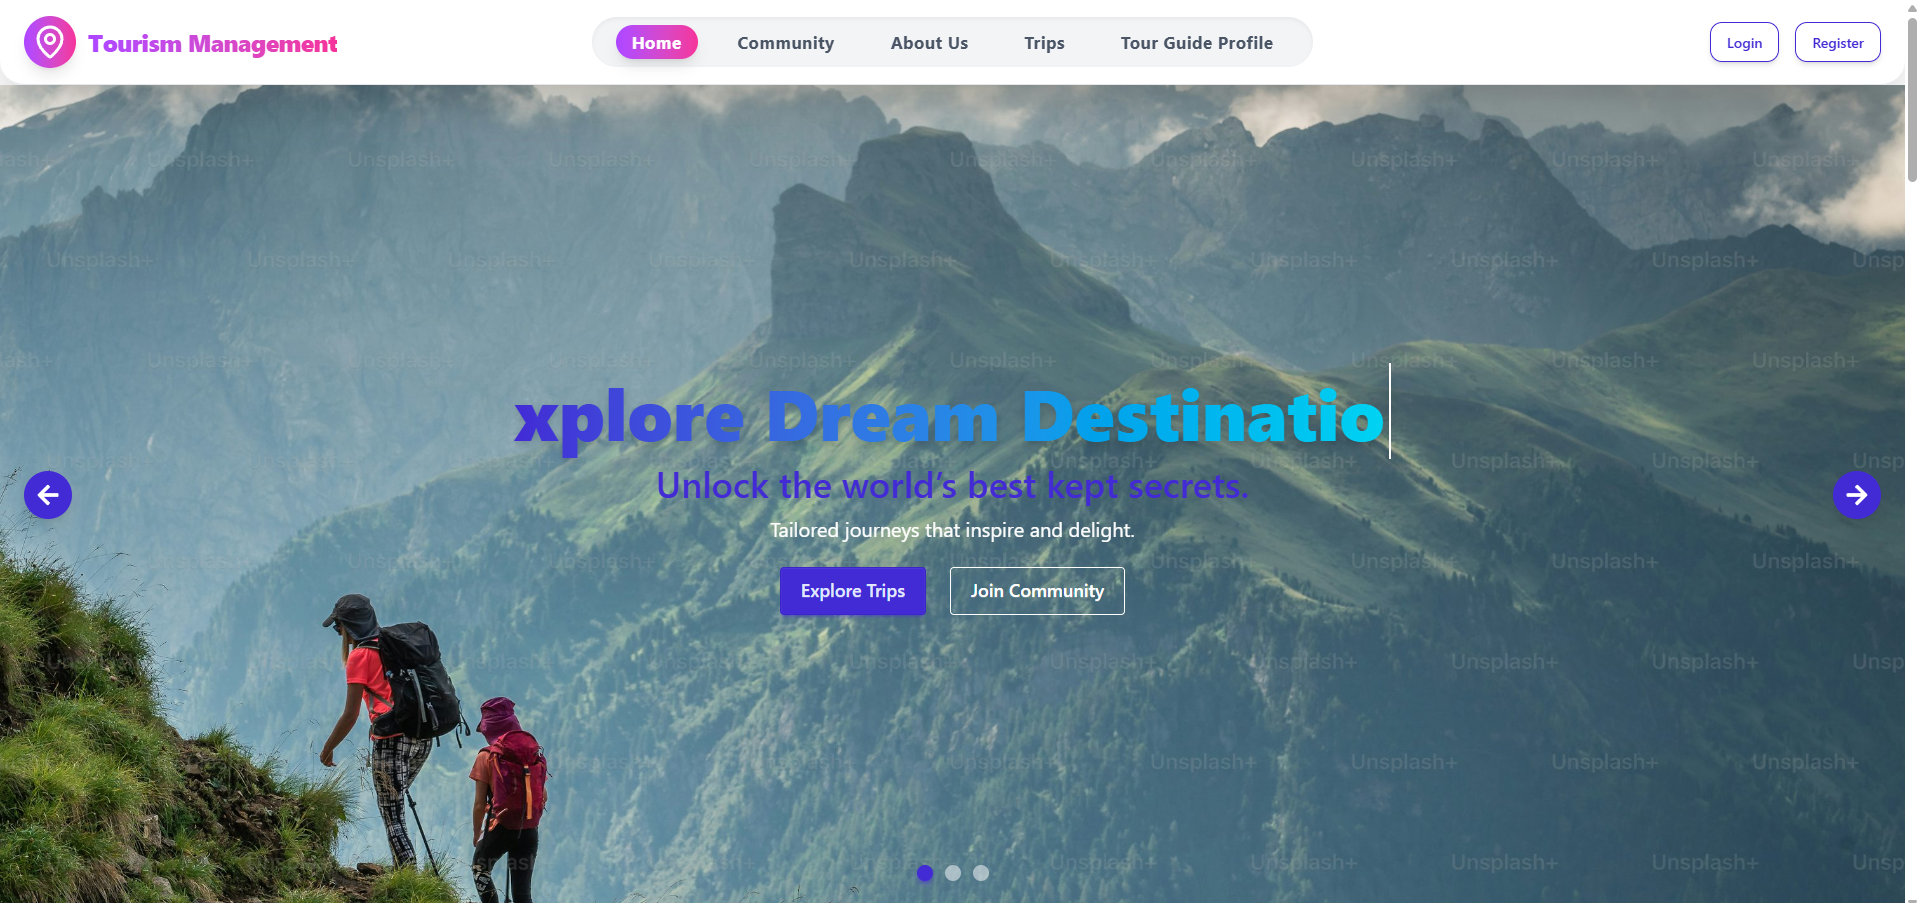 Tourism Management
Home Community About Us Trips Tour Guide Profile
Login Register
xplore Dream Destinatio
Unlock the world’s best kept secrets.
Tailored journeys that inspire and delight.
Explore Trips Join Community
Unsplash+